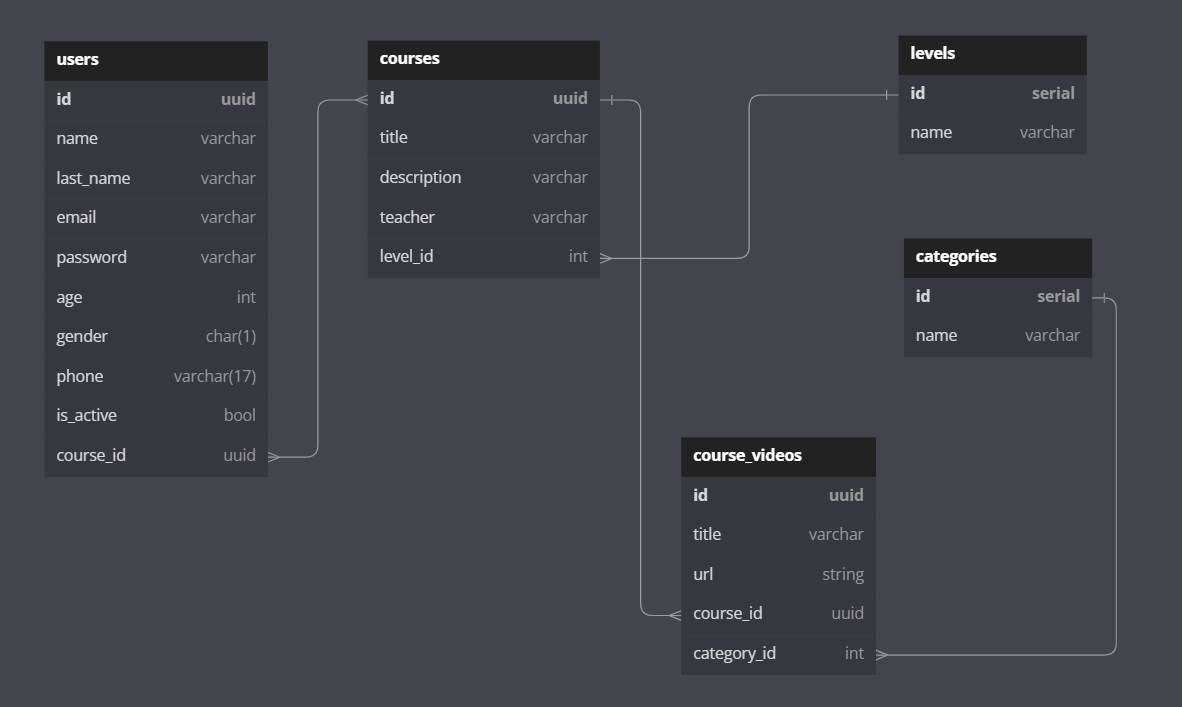 users
id uuid
name varchar
last_name varchar
email varchar
password varchar
age int
gender char(1)
phone varchar(17)
is_active bool
course_id uuid
courses
id uuid
title varchar
description varchar
teacher varchar
level_id int
levels
id serial
name varchar
categories
id serial
name varchar
course_videos
id uuid
title varchar
url string
course_id uuid
category_id int